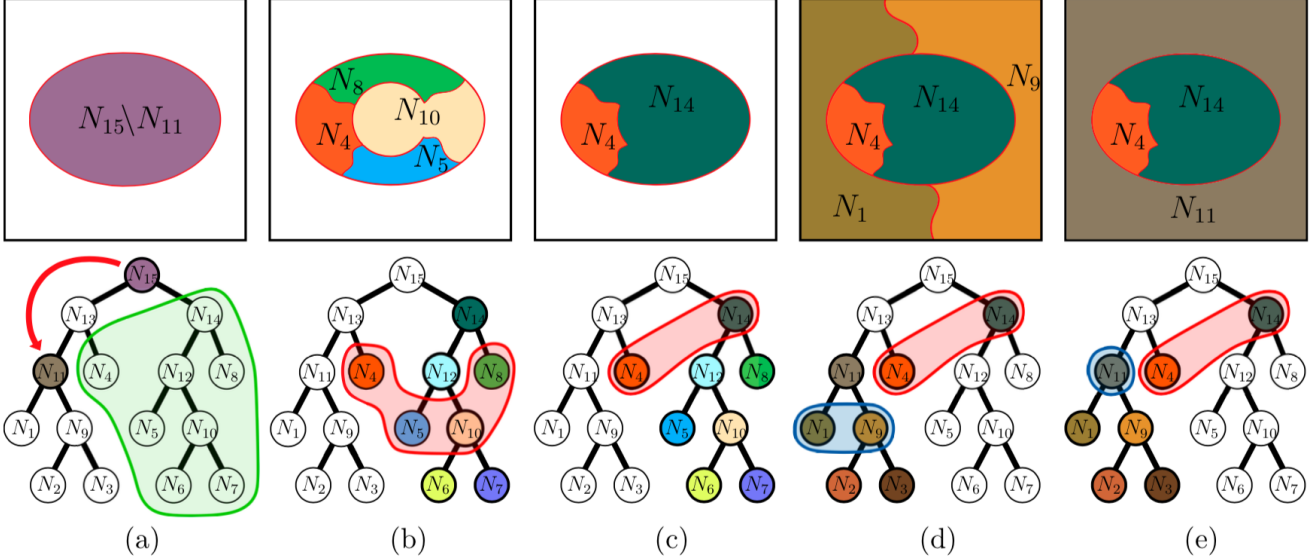 N₁₅\N₁₁
N₈
N₁₀
N₄
N₅
N₁₄
N₄
N₉
N₁₄
N₄
N₁
N₁₄
N₄
N₁₁
N₁₅
N₁₃ N₁₄
N₁₁ N₄ N₁₂ N₈
N₁ N₉ N₅ N₁₀
N₂ N₃ N₆ N₇
(a)
N₁₅
N₁₃
N₁₁ N₄ N₁₂ N₈
N₁ N₉ N₅ N₁₀
N₂ N₃ N₆ N₇
(b)
N₁₅
N₁₃ N₁₄
N₁₁ N₄ N₁₂ N₈
N₁ N₉ N₅ N₁₀
N₂ N₃ N₆ N₇
(c)
N₁₅
N₁₃ N₁₄
N₁₁ N₄ N₁₂ N₈
N₁ N₉ N₅ N₁₀
N₂ N₃ N₆ N₇
(d)
N₁₅
N₁₃ N₁₄
N₁₁ N₄ N₁₂ N₈
N₁ N₉ N₅ N₁₀
N₂ N₃ N₆ N₇
(e)